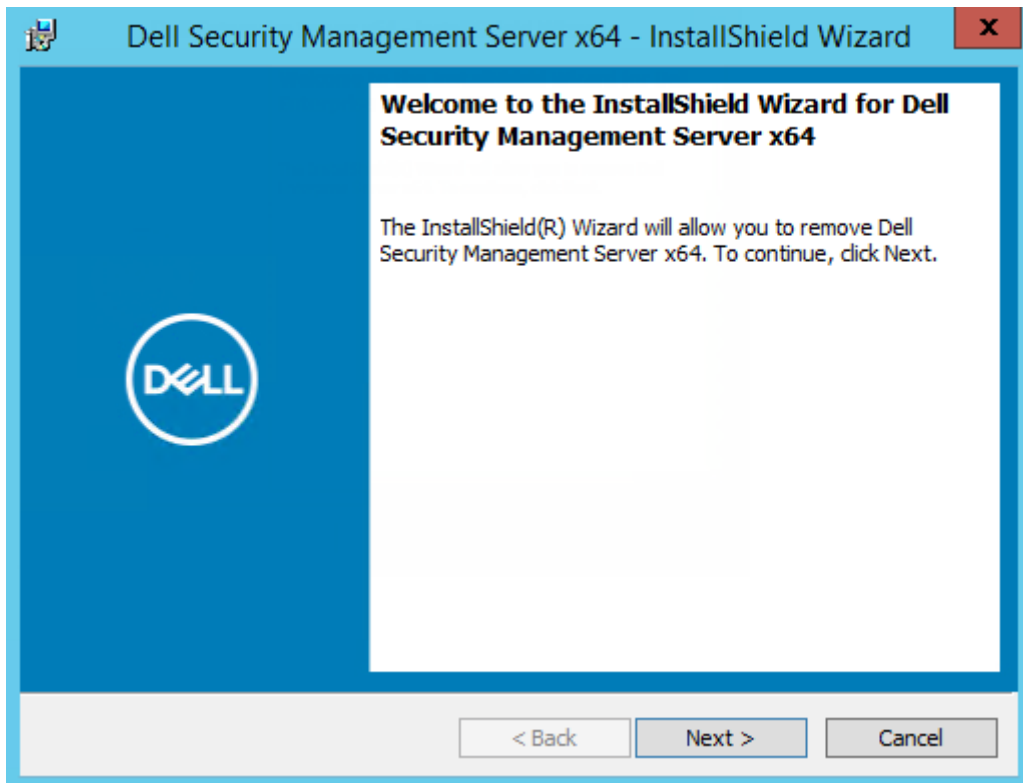 Dell Security Management Server x64 - InstallShield Wizard
x
Welcome to the InstallShield Wizard for Dell
Security Management Server x64
The InstallShield(R) Wizard will allow you to remove Dell
Security Management Server x64. To continue, click Next.
DELL
< Back
Next >
Cancel